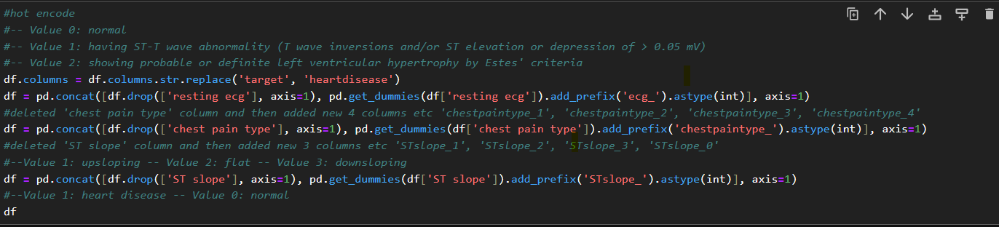 #hot encode
#-- Value 0: normal
#-- Value 1: having ST-T wave abnormality (T wave inversions and/or ST elevation or depression of > 0.05 mV)
#-- Value 2: showing probable or definite left ventricular hypertrophy by Estes' criteria
df.columns = df.columns.str.replace('target', 'heartdisease')
df = pd.concat([df.drop(['resting ecg'], axis=1), pd.get_dummies(df['resting ecg']).add_prefix('ecg_').astype(int)], axis=1)
#deleted 'chest pain type' column and then added new 4 columns etc 'chestpaintype_1', 'chestpaintype_2', 'chestpaintype_3', 'chestpaintype_4'
df = pd.concat([df.drop(['chest pain type'], axis=1), pd.get_dummies(df['chest pain type']).add_prefix('chestpaintype_').astype(int)], axis=1)
#deleted 'ST slope' column and then added new 3 columns etc 'STslope_1', 'STslope_2', 'STslope_3', 'STslope_0'
#--Value 1: upsloping -- Value 2: flat -- Value 3: downsloping
df = pd.concat([df.drop(['ST slope'], axis=1), pd.get_dummies(df['ST slope']).add_prefix('STslope_').astype(int)], axis=1)
#--Value 1: heart disease -- Value 0: normal
df